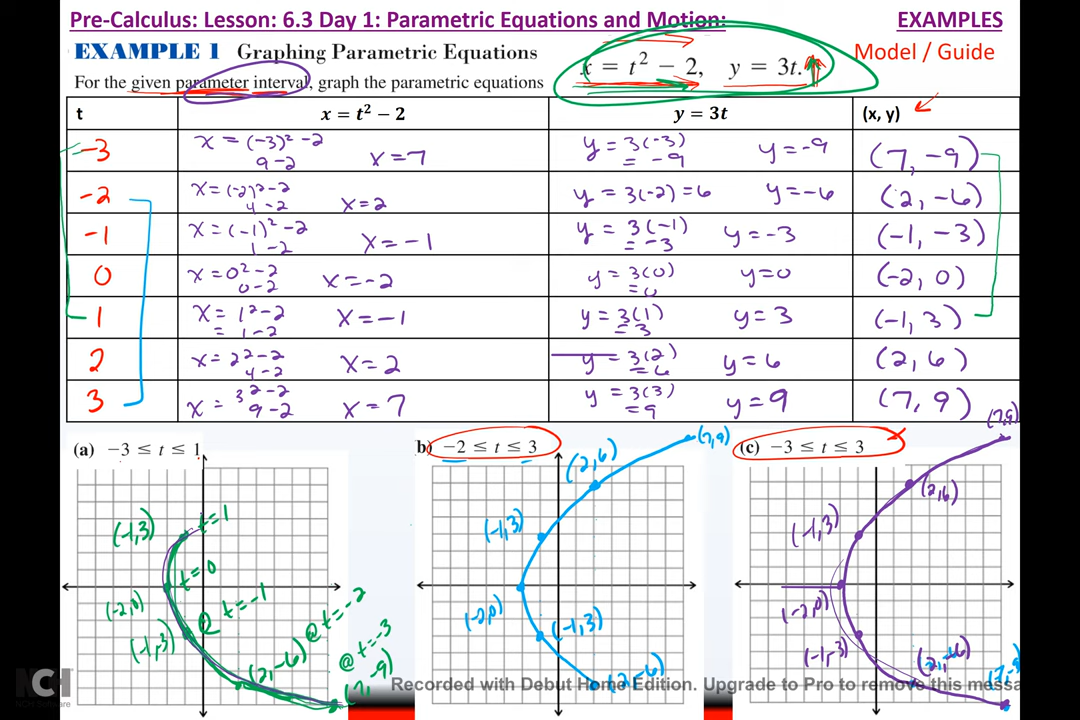 Pre-Calculus: Lesson: 6.3 Day 1: Parametric Equations and Motion: EXAMPLES
EXAMPLE 1 Graphing Parametric Equations x = t² − 2, y = 3t. Model / Guide
For the given parameter interval, graph the parametric equations
t x = t² − 2 y = 3t (x, y)
-3 x = (-3)² -2 x=7 y = 3(-3) y=-9 (7, -9)
9-2 = -9
-2 x=(-2)²-2 x=2 y = 3(-2) = 6 y=-6 (2, -6)
4-2
-1 x=(-1)² -2 x=-1 y = 3(-1) y=-3 (-1, -3)
1-2 = -3
0 x=0²-2 x=-2 y = 3(0) y=0 (-2, 0)
0-2 =0
1 x= 1²-2 x=-1 y = 3(1) y= 3 (-1, 3)
= 1-2 = 3
2 x=2²-2 x=2 y = 3(2) y=6 (2, 6)
4-2 =6
3 x = 3²-2 x=7 y = 3(3) y=9 (7, 9)
9-2 =9
(a) −3 ≤ t ≤ 1
t=1
(-1,3)
t=0
(-2,0)
@ t=-1
(-1,-3)
(2,-6) @ t=-2
@ t=-3
(7,-9)
b) −2 ≤ t ≤ 3
(7,9)
(2,6)
(-1,3)
(-2,0)
(-1,3)
(2,-6)
(c) −3 ≤ t ≤ 3
(7,9)
(2,6)
(-1,3)
(-2,0)
(-1,-3)
(2,-6)
NCH Software
Recorded with Debut Home Edition. Upgrade to Pro to remove this messa